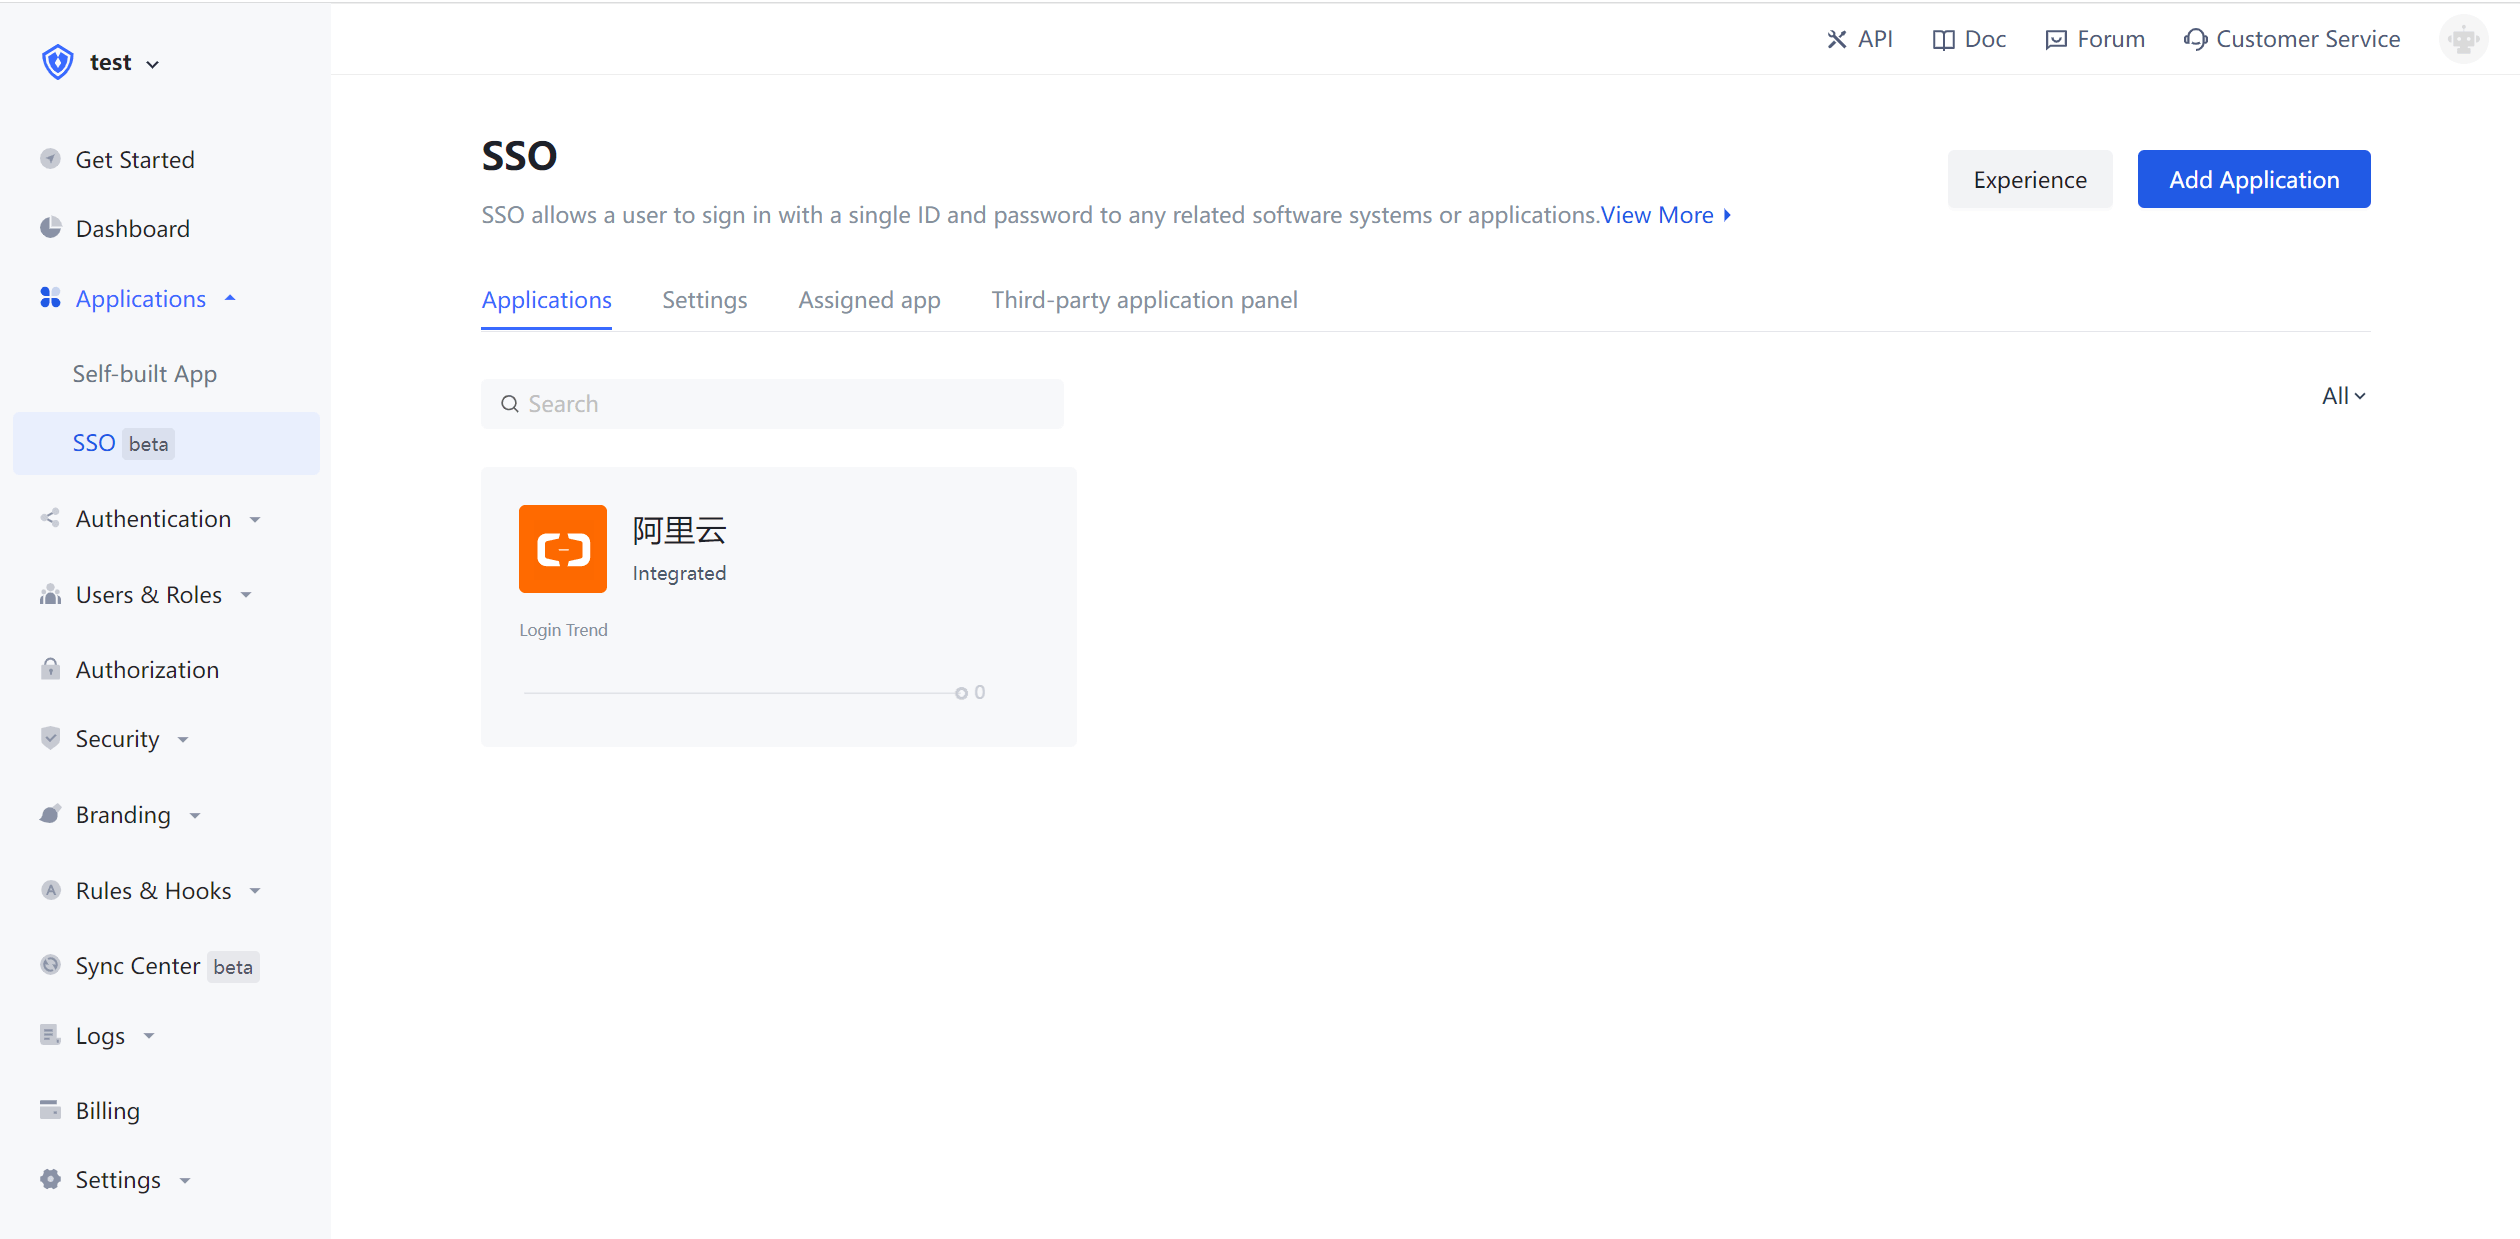 test
API
Doc
Forum
Customer Service
Get Started
Dashboard
Applications
Self-built App
SSO beta
Authentication
Users & Roles
Authorization
Security
Branding
Rules & Hooks
Sync Center beta
Logs
Billing
Settings
SSO
SSO allows a user to sign in with a single ID and password to any related software systems or applications.View More
Experience
Add Application
Applications
Settings
Assigned app
Third-party application panel
Search
All
阿里云
Integrated
Login Trend
0